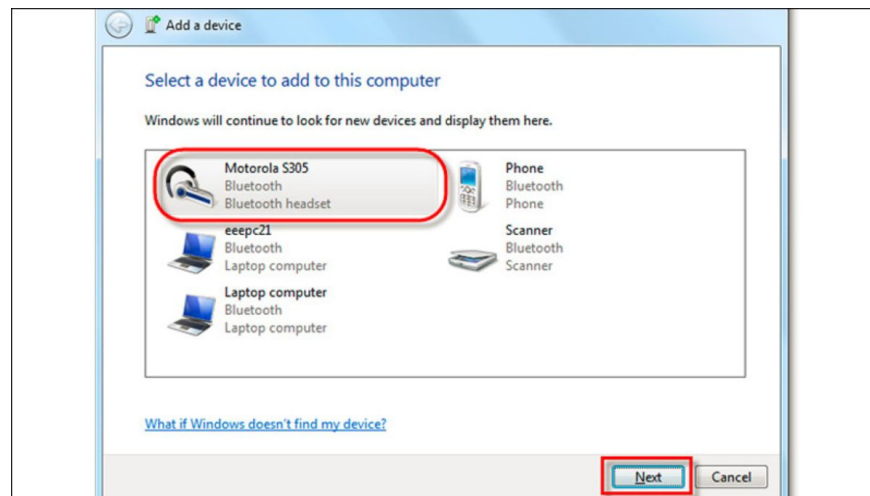 Add a device
Select a device to add to this computer
Windows will continue to look for new devices and display them here.
Motorola S305
Bluetooth
Bluetooth headset
Phone
Bluetooth
Phone
eeepc21
Bluetooth
Laptop computer
Scanner
Bluetooth
Scanner
Laptop computer
Bluetooth
Laptop computer
What if Windows doesn't find my device?
Next
Cancel